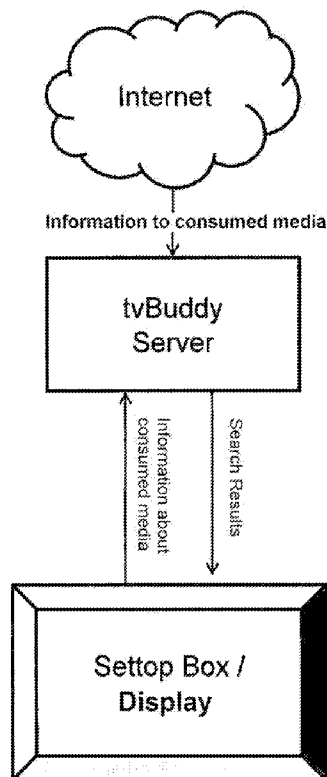 Internet
Information to consumed media
tvBuddy
Server
Information about
consumed media
Search Results
Settop Box /
Display